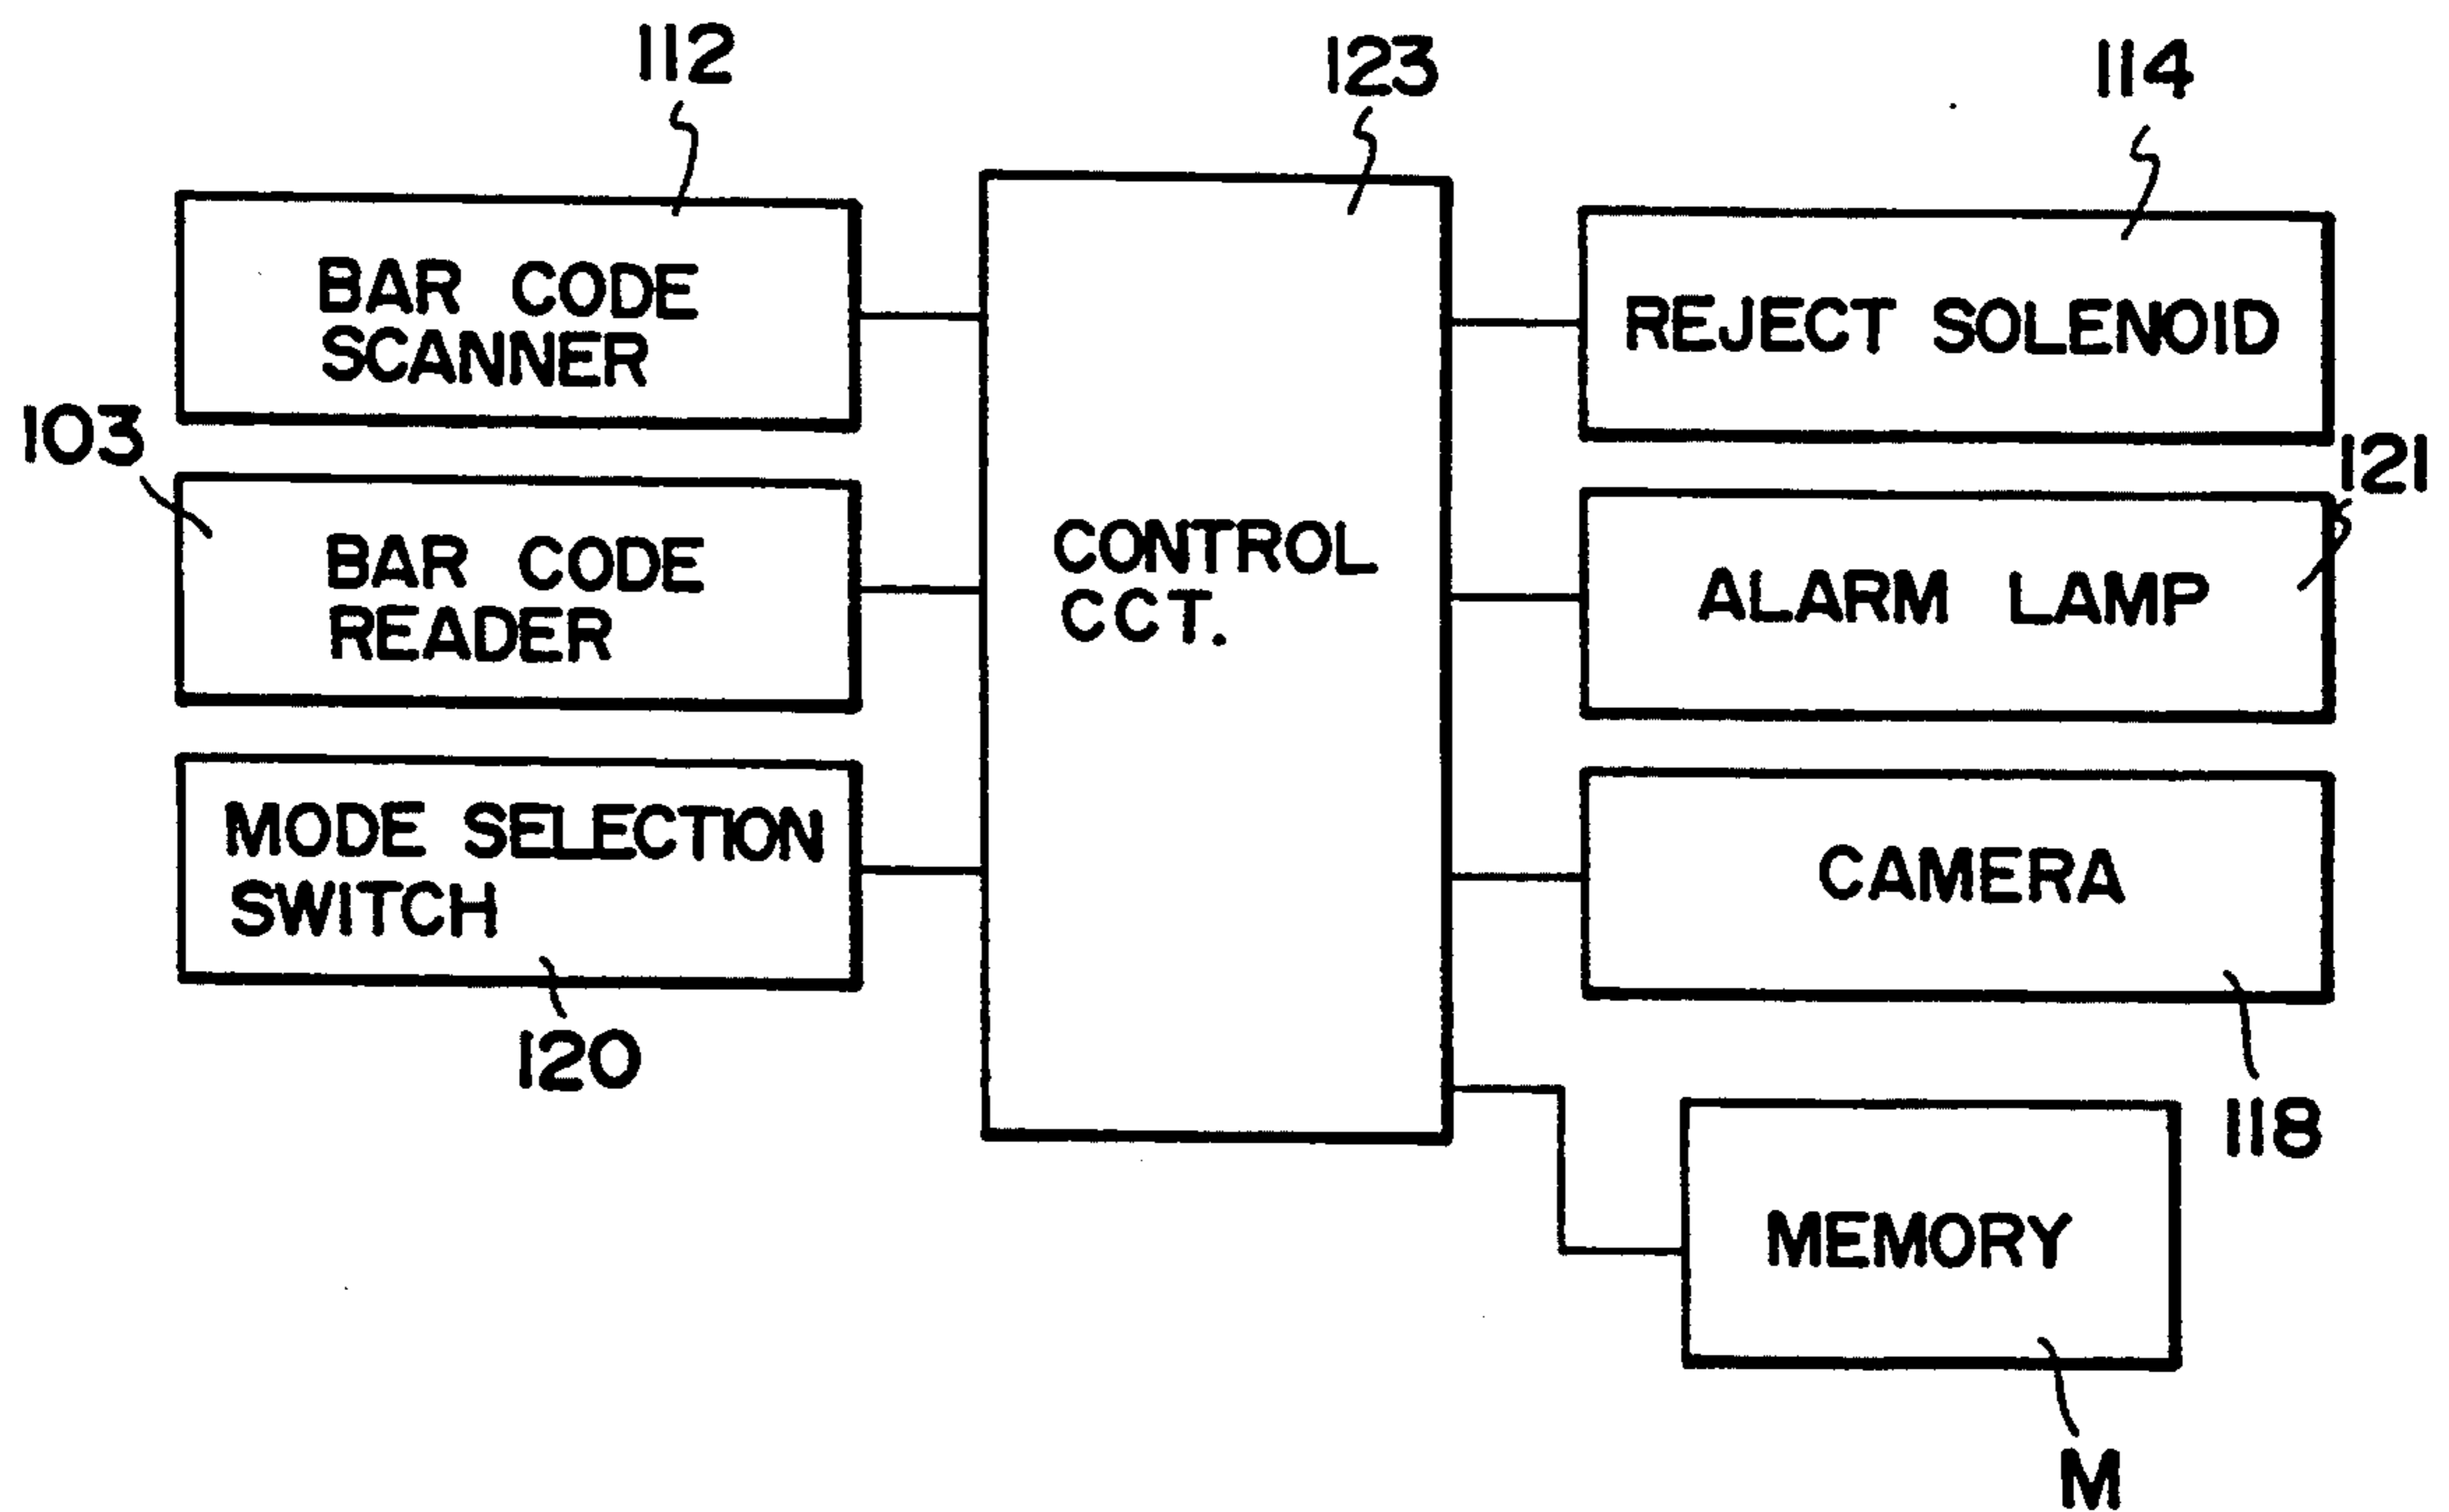 112
123
114
BAR CODE
SCANNER
REJECT SOLENOID
103
121
BAR CODE
READER
CONTROL
CCT.
ALARM LAMP
MODE SELECTION
SWITCH
CAMERA
120
118
MEMORY
M